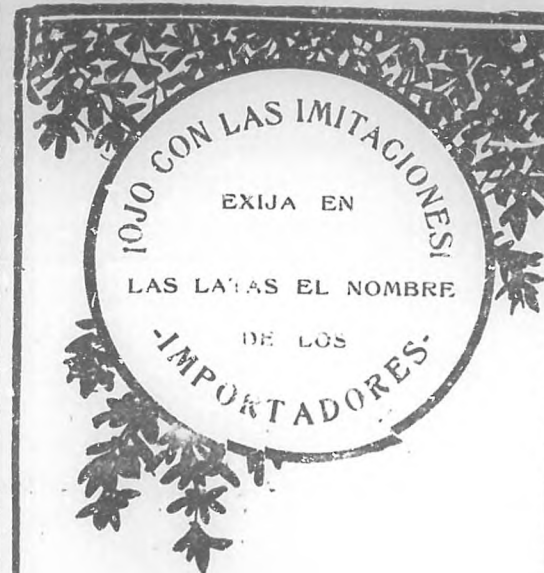 ¡OJO CON LAS IMITACIONES¡
EXIJA EN
LAS LATAS EL NOMBRE
DE LOS
-IMPORTADORES-